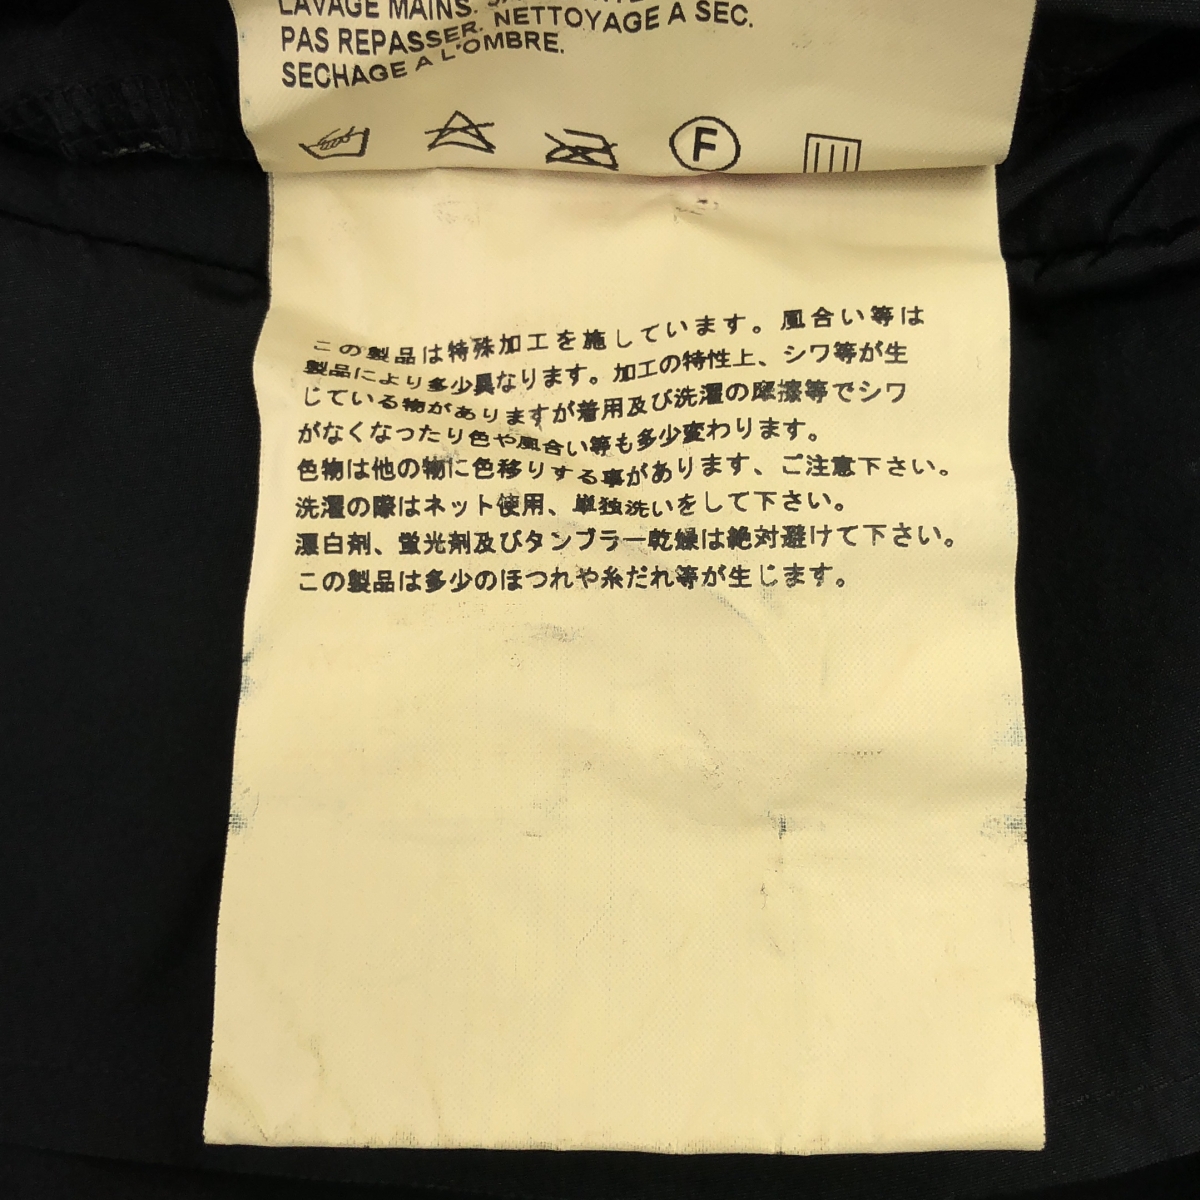 LAVAGE MAINS.
PAS REPASSER. NETTOYAGE A SEC.
SECHAGE A L'OMBRE.
F
この製品は特殊加工を施しています。風合い等は
製品により多少異なります。加工の特性上、シワ等が生
じている物がありますが着用及び洗濯の摩擦等でシワ
がなくなったり色や風合い等も多少変わります。
色物は他の物に色移りする事があります、ご注意下さい。
洗濯の際はネット使用、単独洗いをして下さい。
漂白剤、蛍光剤及びタンブラー乾燥は絶対避けて下さい。
この製品は多少のほつれや糸だれ等が生じます。